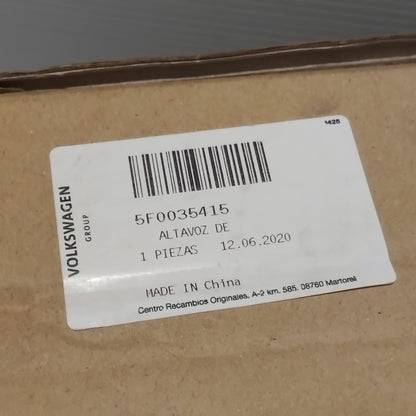 1425
VOLKSWAGEN
GROUP
5F0035415
ALTAVOZ DE
1 PIEZAS 12.06.2020
MADE IN China
Centro Recambios Originales. A-2 km. 585. 08760 Martorell